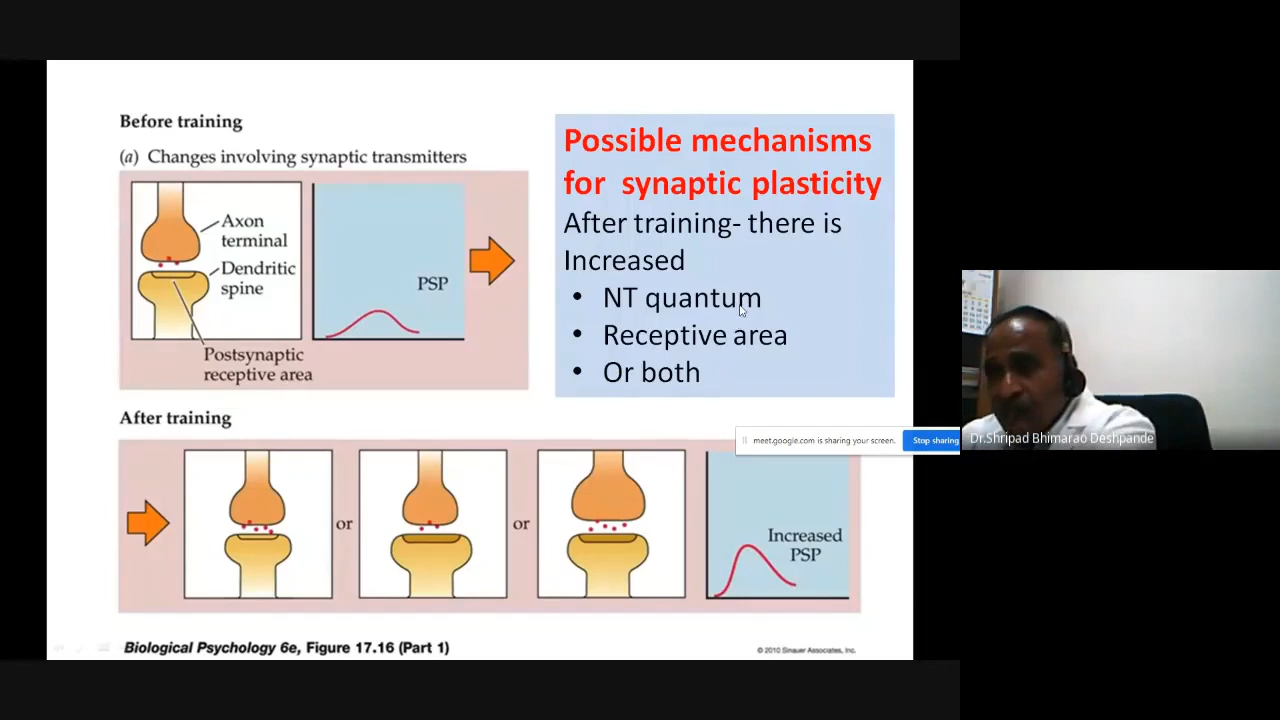 Before training
(a) Changes involving synaptic transmitters
Axon
terminal
Dendritic
spine
Postsynaptic
receptive area
PSP
Possible mechanisms
for synaptic plasticity
After training- there is
Increased
• NT quantum
• Receptive area
• Or both
After training
or
or
Increased
PSP
meet.google.com is sharing your screen.
Stop sharing
Dr.Shripad Bhimarao Deshpande
Biological Psychology 6e, Figure 17.16 (Part 1)
© 2010 Sinauer Associates, Inc.